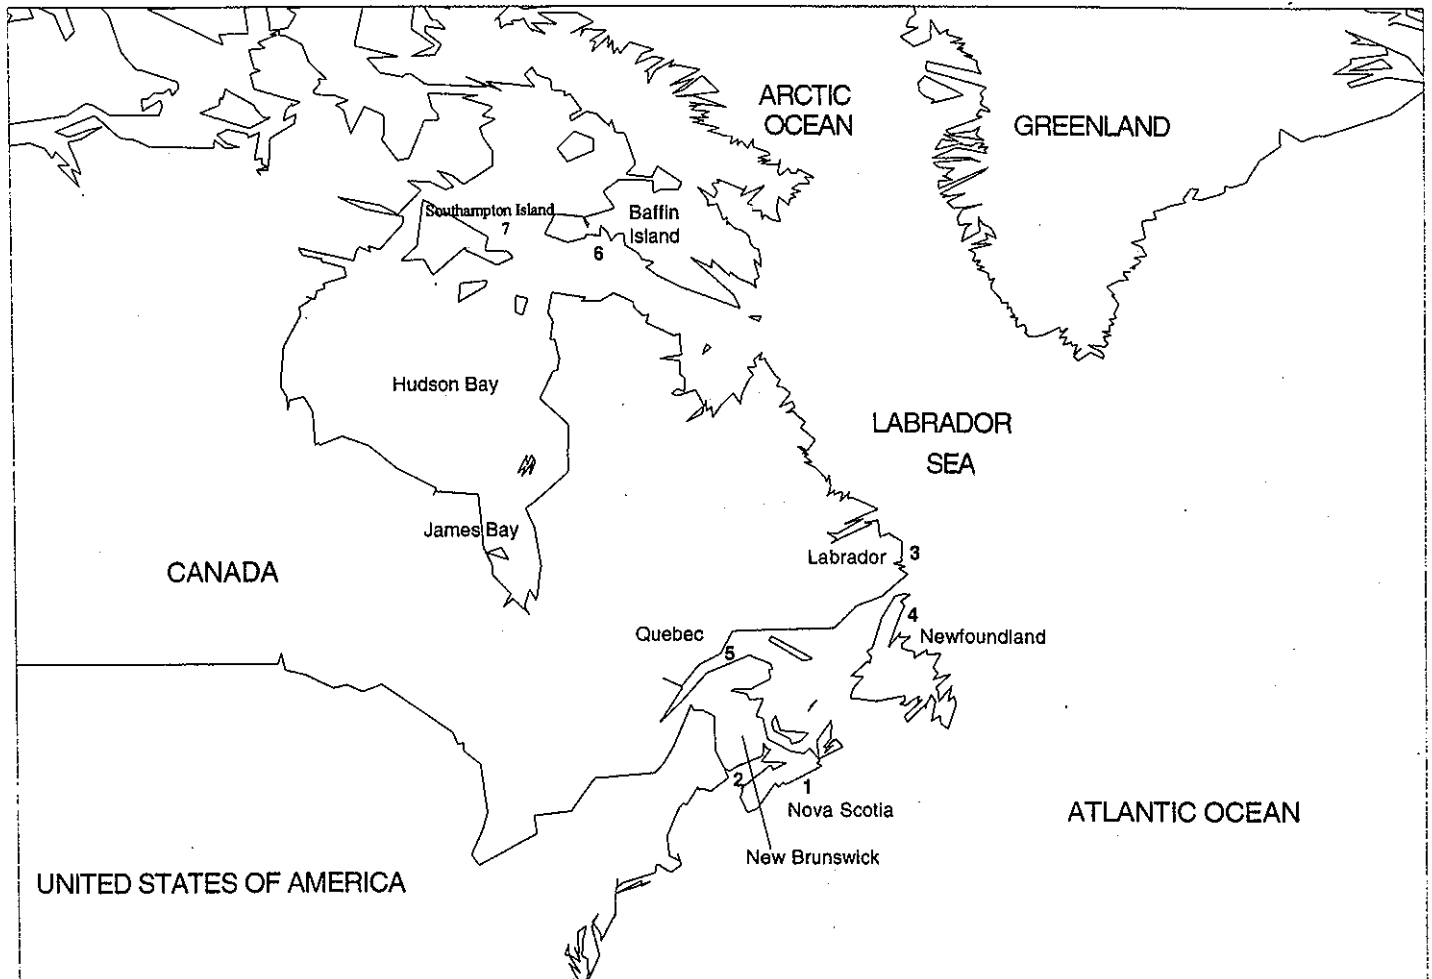 ARCTIC
OCEAN
GREENLAND
Southampton Island
7
Baffin
Island
6
Hudson Bay
LABRADOR
SEA
James Bay
Labrador
3
CANADA
4
Quebec
Newfoundland
5
2
1
Nova Scotia
ATLANTIC OCEAN
New Brunswick
UNITED STATES OF AMERICA